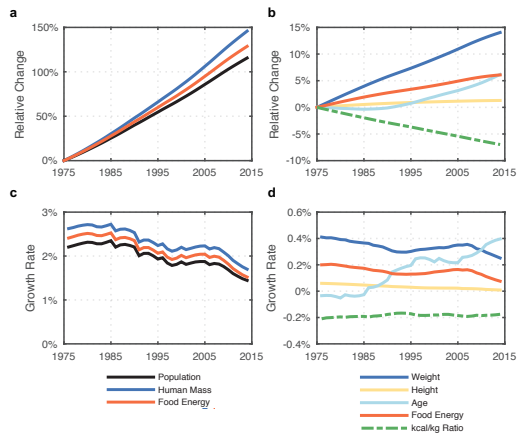 a
b
150%
100%
50%
0%
Relative Change
1975
1985
1995
2005
2015
15%
10%
5%
0%
-5%
-10%
Relative Change
1975
1985
1995
2005
2015
c
d
3%
2%
1%
0%
Growth Rate
1975
1985
1995
2005
2015
0.6%
0.4%
0.2%
0%
-0.2%
-0.4%
Growth Rate
1975
1985
1995
2005
2015
Population
Human Mass
Food Energy
Weight
Height
Age
Food Energy
kcal/kg Ratio